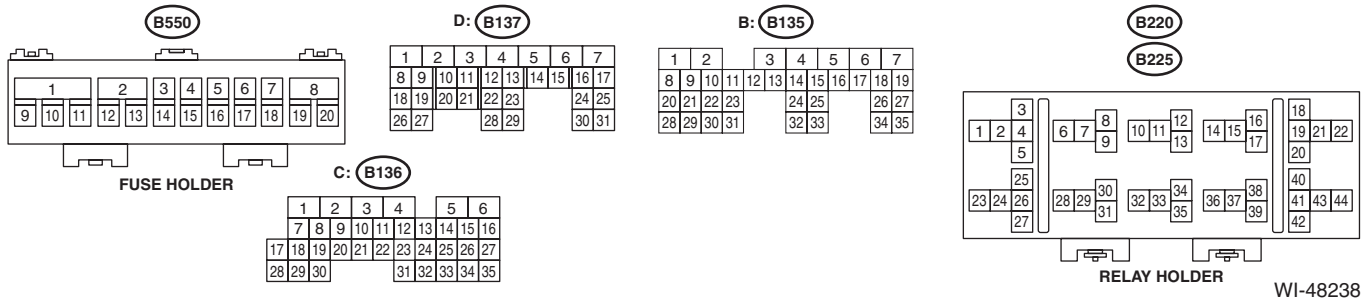 B550
1 2 3 4 5 6 7 8
9 10 11 12 13 14 15 16 17 18 19 20
FUSE HOLDER
D: B137
1 2 3 4 5 6 7
8 9 10 11 12 13 14 15 16 17
18 19 20 21 22 23 24 25
26 27 28 29 30 31
B: B135
1 2 3 4 5 6 7
8 9 10 11 12 13 14 15 16 17 18 19
20 21 22 23 24 25 26 27
28 29 30 31 32 33 34 35
C: B136
1 2 3 4 5 6
7 8 9 10 11 12 13 14 15 16
17 18 19 20 21 22 23 24 25 26 27
28 29 30 31 32 33 34 35
B220
B225
3 8 12 16 18
1 2 4 6 7 10 11 14 15 19 21 22
5 9 13 17 20
25 30 34 38 40
23 24 26 28 29 32 33 36 37 41 43 44
27 31 35 39 42
RELAY HOLDER
WI-48238